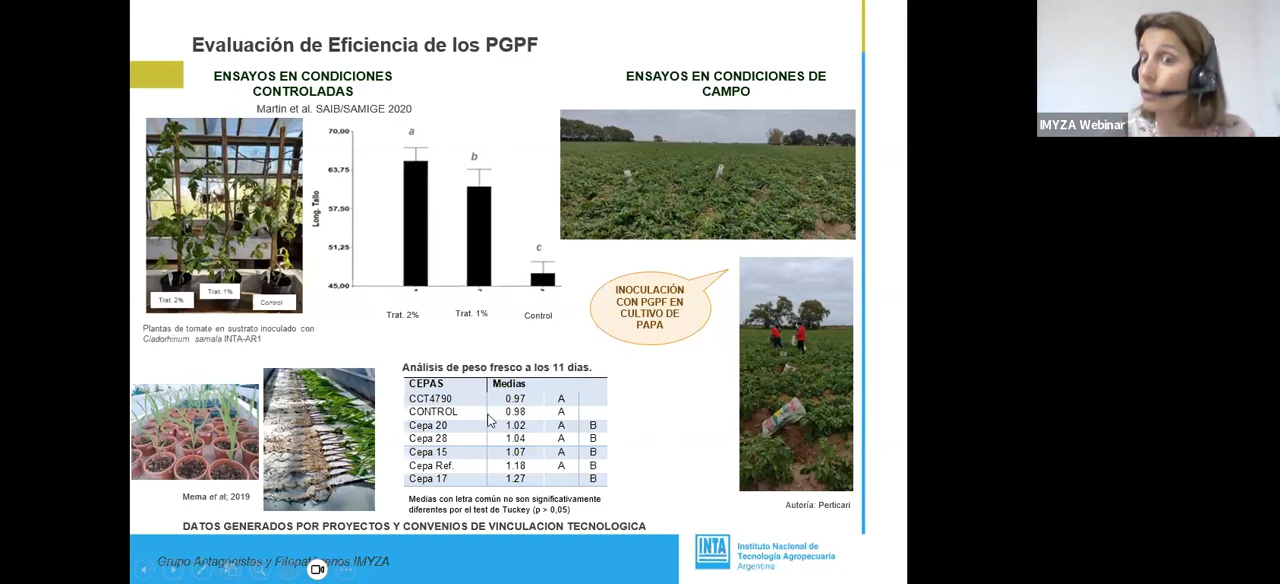 Evaluación de Eficiencia de los PGPF
ENSAYOS EN CONDICIONES
CONTROLADAS
Martin et al. SAIB/SAMIGE 2020
70,00
63,75
57,50
51,25
45,00
Long. Tallo
a
b
c
Trat. 2%
Trat. 1%
Control
Trat. 2%
Trat. 1%
Control
Plantas de tomate en sustrato inoculado con
Cladorhinum samala INTA-AR1
ENSAYOS EN CONDICIONES DE
CAMPO
INOCULACIÓN
CON PGPF EN
CULTIVO DE
PAPA
Autoría: Perticari
Mema et al; 2019
Análisis de peso fresco a los 11 días.
CEPAS Medias
CCT4790 0.97 A
CONTROL 0.98 A
Cepa 20 1.02 A B
Cepa 28 1.04 A B
Cepa 15 1.07 A B
Cepa Ref. 1.18 A B
Cepa 17 1.27 B
Medias con letra común no son significativamente
diferentes por el test de Tuckey (p > 0,05)
DATOS GENERADOS POR PROYECTOS Y CONVENIOS DE VINCULACION TECNOLOGICA
Grupo Antagonistas y Fitopatógenos IMYZA
INTA
Instituto Nacional de
Tecnología Agropecuaria
Argentina
IMYZA Webinar